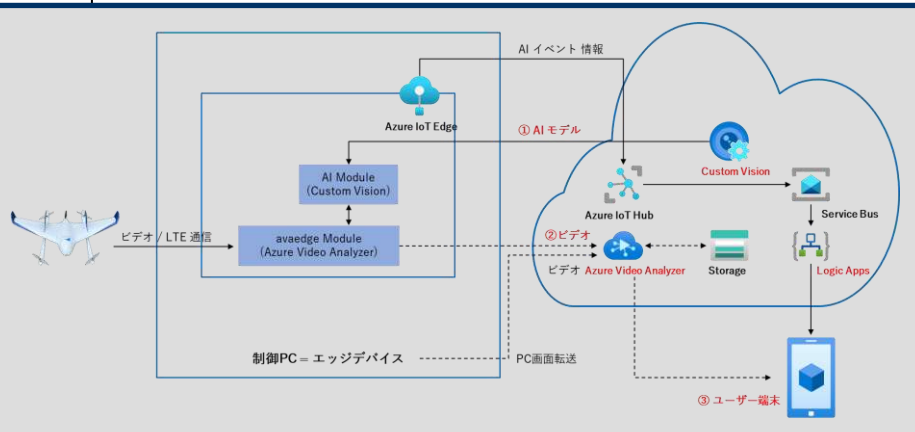 AI イベント 情報
Azure IoT Edge
① AI モデル
Custom Vision
AI Module
(Custom Vision)
Azure IoT Hub
Service Bus
ビデオ / LTE 通信
avaedge Module
(Azure Video Analyzer)
②ビデオ
ビデオ Azure Video Analyzer
Storage
Logic Apps
制御PC = エッジデバイス
PC画面転送
③ ユーザー端末